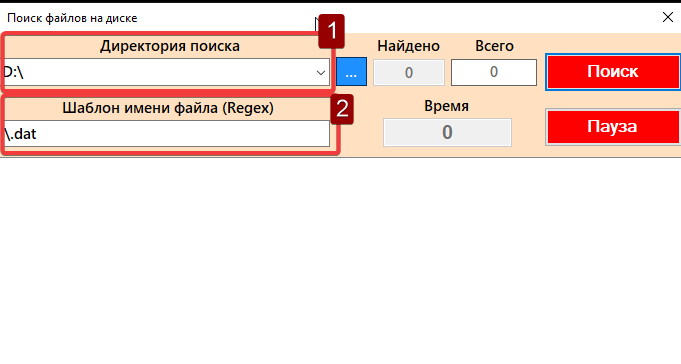 Поиск файлов на диске
1
Директория поиска
Найдено
Всего
D:\
...
0
0
Поиск
2
Шаблон имени файла (Regex)
Время
\.dat
0
Пауза